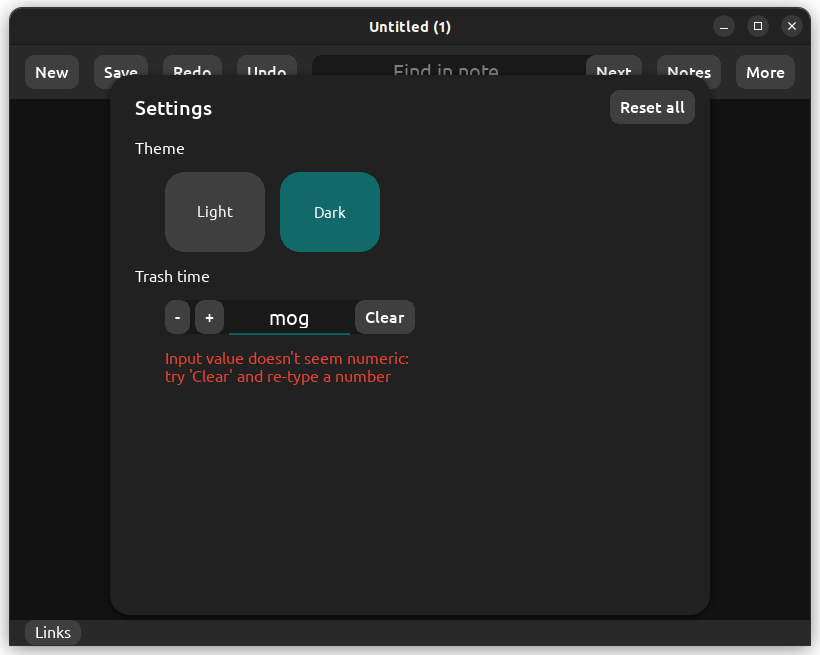 Untitled (1)
New Save Redo Undo Find in note Next Notes More
Settings Reset all
Theme
Light Dark
Trash time
- + mog Clear
Input value doesn't seem numeric:
try 'Clear' and re-type a number
Links